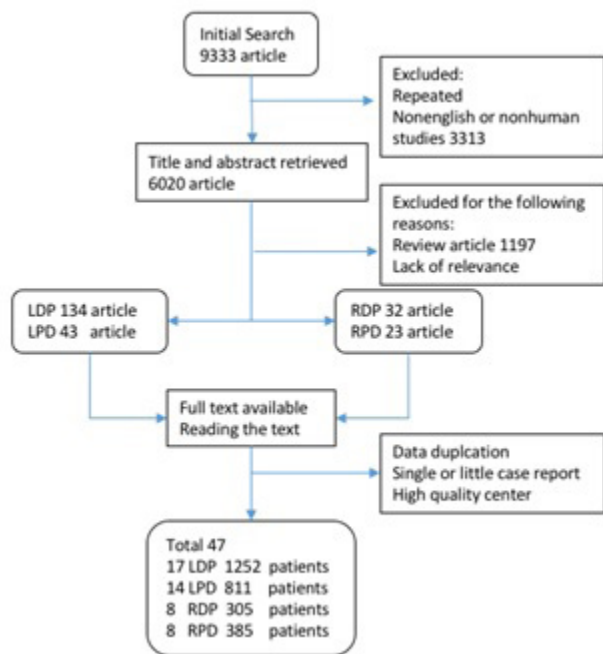 Initial Search
9333 article
Excluded:
Repeated
Nonenglish or nonhuman
studies 3313
Title and abstract retrieved
6020 article
Excluded for the following
reasons:
Review article 1197
Lack of relevance
LDP 134 article
LPD 43 article
RDP 32 article
RPD 23 article
Full text available
Reading the text
Data duplcation
Single or little case report
High quality center
Total 47
17 LDP 1252 patients
14 LPD 811 patients
8 RDP 305 patients
8 RPD 385 patients